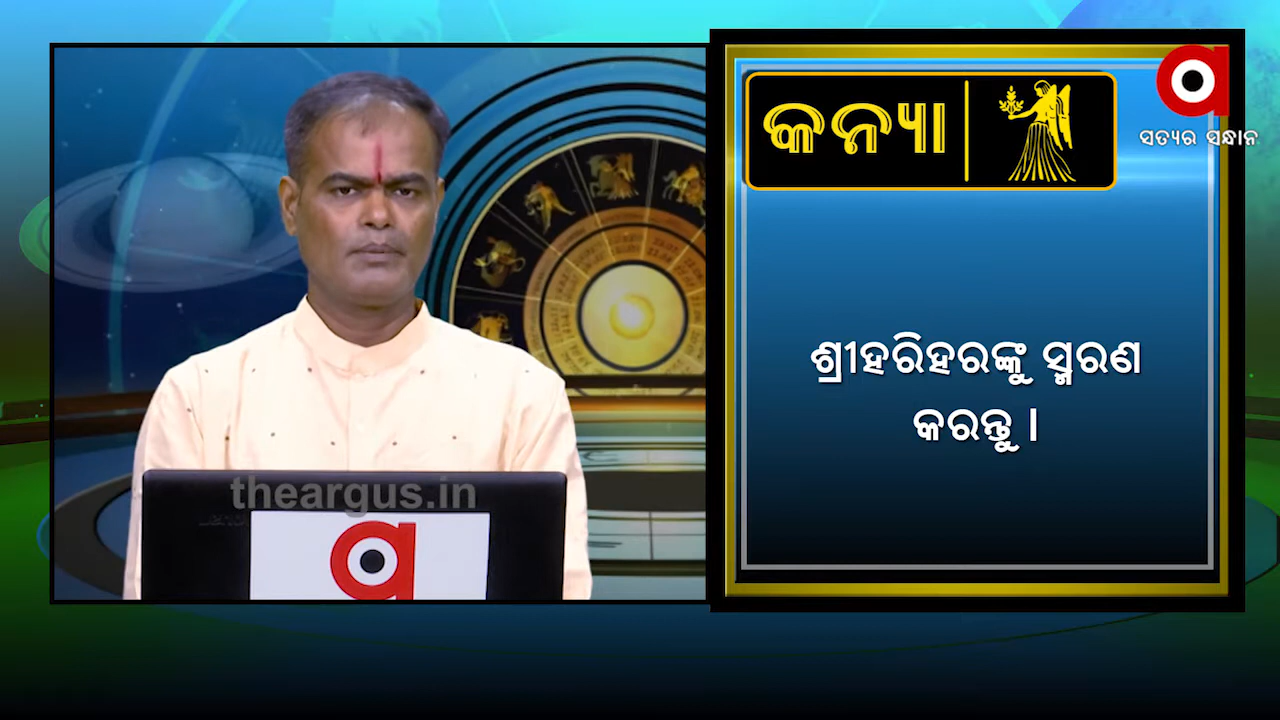 କନ୍ୟା
ସତ୍ୟର ସନ୍ଧାନ
ଶ୍ରୀହରିହରଙ୍କୁ ସ୍ମରଣ
କରନ୍ତୁ ।
theargus.in